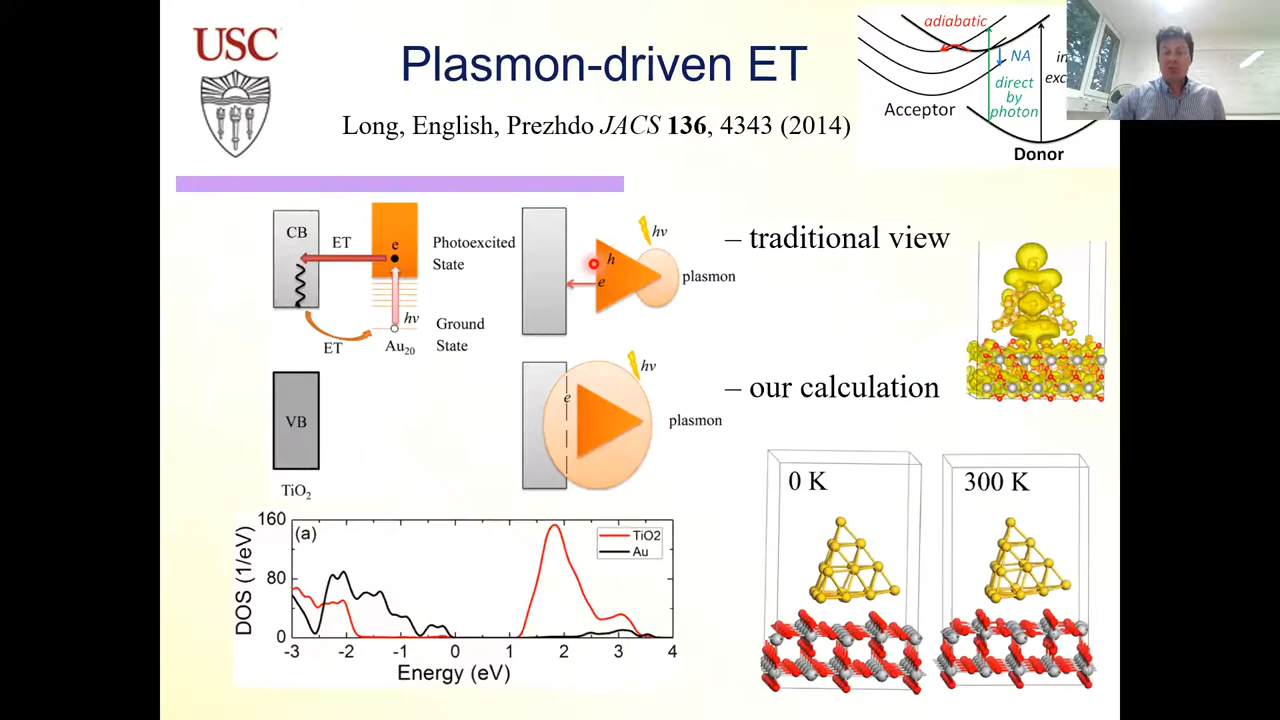 USC
Plasmon-driven ET
Long, English, Prezhdo JACS 136, 4343 (2014)
adiabatic
NA
in
exc
direct
by
photon
Acceptor
Donor
CB
ET
e
Photoexcited
State
hν
Ground
State
ET
Au20
VB
TiO2
hν
h
e
plasmon
– traditional view
hν
e
plasmon
– our calculation
0 K
300 K
(a)
TiO2
Au
DOS (1/eV)
160
80
0
-3 -2 -1 0 1 2 3 4
Energy (eV)